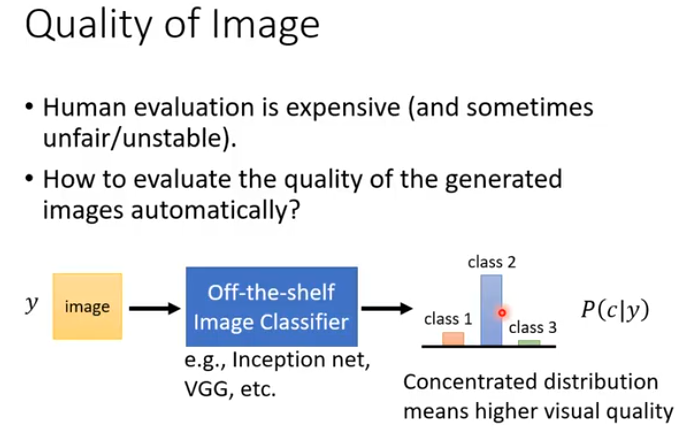 Quality of Image
• Human evaluation is expensive (and sometimes
unfair/unstable).
• How to evaluate the quality of the generated
images automatically?
y
image
Off-the-shelf
Image Classifier
e.g., Inception net,
VGG, etc.
class 1
class 2
class 3
P(c|y)
Concentrated distribution
means higher visual quality